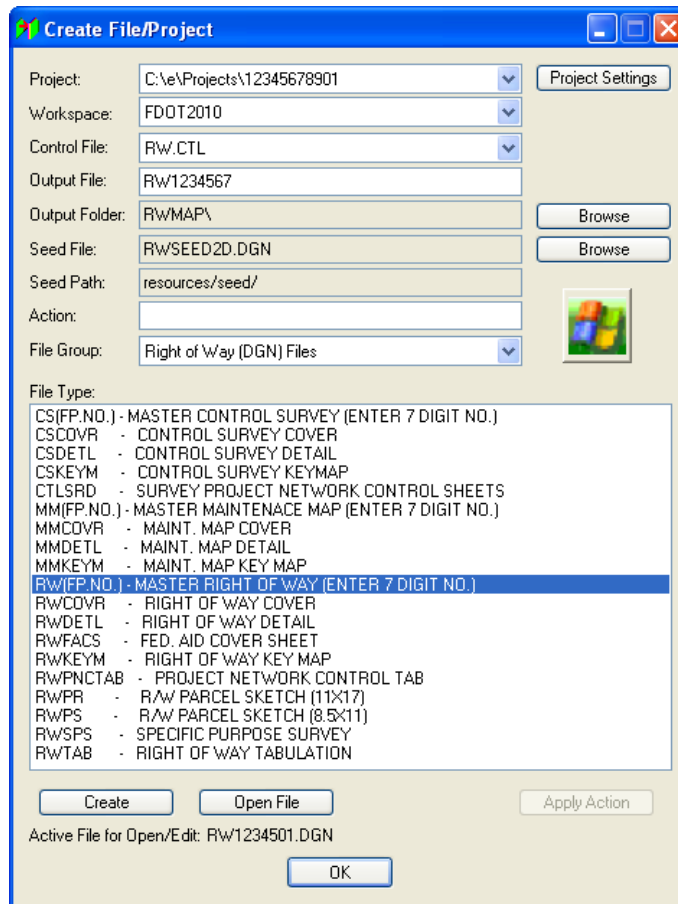 Create File/Project
Project: C:\e\Projects\12345678901 Project Settings
Workspace: FDOT2010
Control File: RW.CTL
Output File: RW1234567
Output Folder: RWMAP\ Browse
Seed File: RWSEED2D.DGN Browse
Seed Path: resources/seed/
Action:
File Group: Right of Way (DGN) Files
File Type:
CS(FP.NO.) - MASTER CONTROL SURVEY (ENTER 7 DIGIT NO.)
CSCOVR - CONTROL SURVEY COVER
CSDETL - CONTROL SURVEY DETAIL
CSKEYM - CONTROL SURVEY KEYMAP
CTLSRD - SURVEY PROJECT NETWORK CONTROL SHEETS
MM(FP.NO.) - MASTER MAINTENACE MAP (ENTER 7 DIGIT NO.)
MMCOVR - MAINT. MAP COVER
MMDETL - MAINT. MAP DETAIL
MMKEYM - MAINT. MAP KEY MAP
RW(FP.NO.) - MASTER RIGHT OF WAY (ENTER 7 DIGIT NO.)
RWCOVR - RIGHT OF WAY COVER
RWDETL - RIGHT OF WAY DETAIL
RWFACS - FED. AID COVER SHEET
RWKEYM - RIGHT OF WAY KEY MAP
RWPNCTAB - PROJECT NETWORK CONTROL TAB
RWPR - R/W PARCEL SKETCH (11X17)
RWPS - R/W PARCEL SKETCH (8.5X11)
RWSPS - SPECIFIC PURPOSE SURVEY
RWTAB - RIGHT OF WAY TABULATION
Create Open File Apply Action
Active File for Open/Edit: RW1234501.DGN
OK